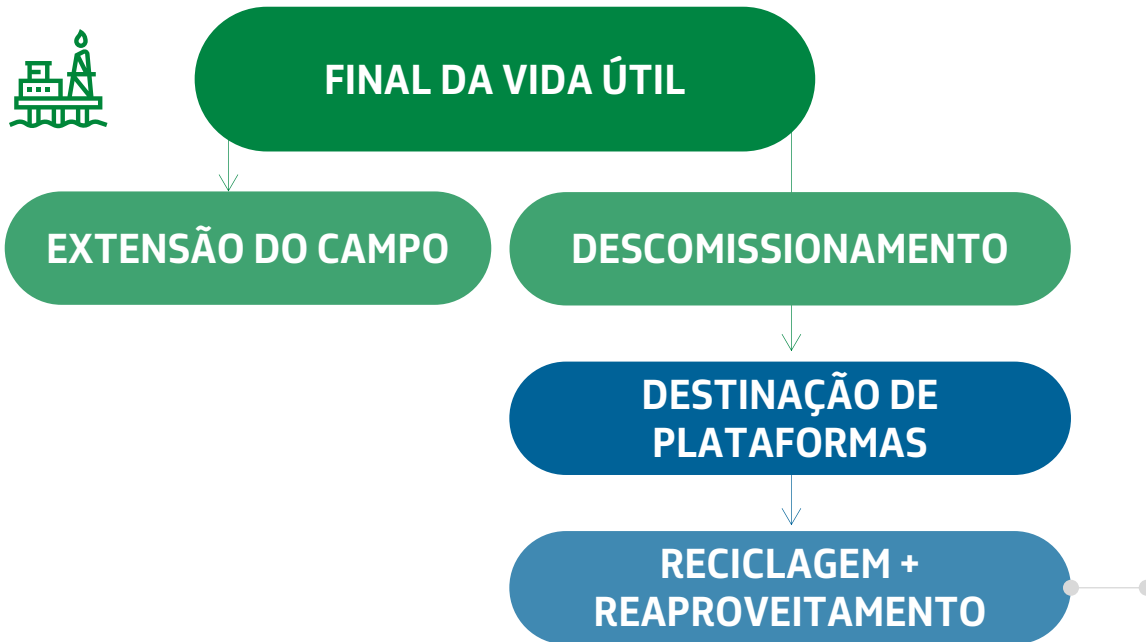 FINAL DA VIDA ÚTIL
EXTENSÃO DO CAMPO
DESCOMISSIONAMENTO
DESTINAÇÃO DE
PLATAFORMAS
RECICLAGEM +
REAPROVEITAMENTO